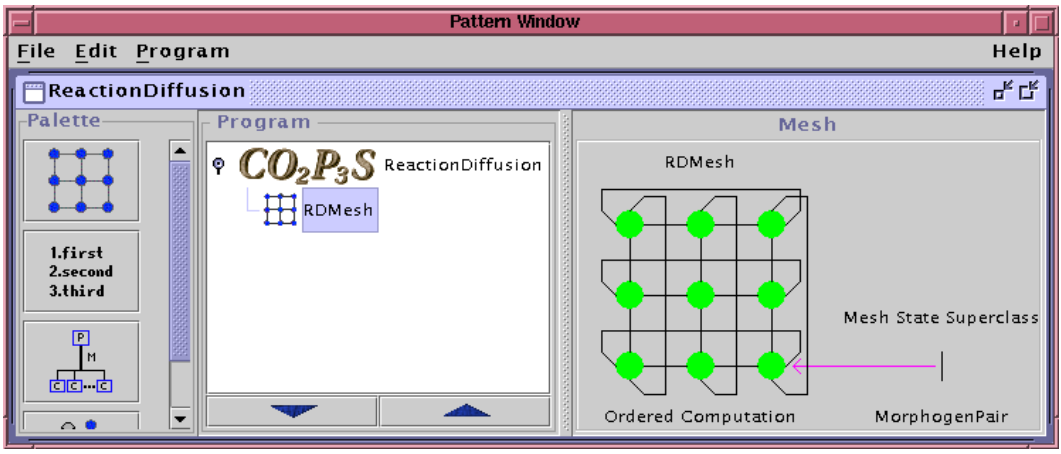 Pattern Window
File Edit Program Help
ReactionDiffusion
Palette
Program
Mesh
1.first
2.second
3.third
P
M
C C C
CO2P3S ReactionDiffusion
RDMesh
RDMesh
Mesh State Superclass
Ordered Computation
MorphogenPair